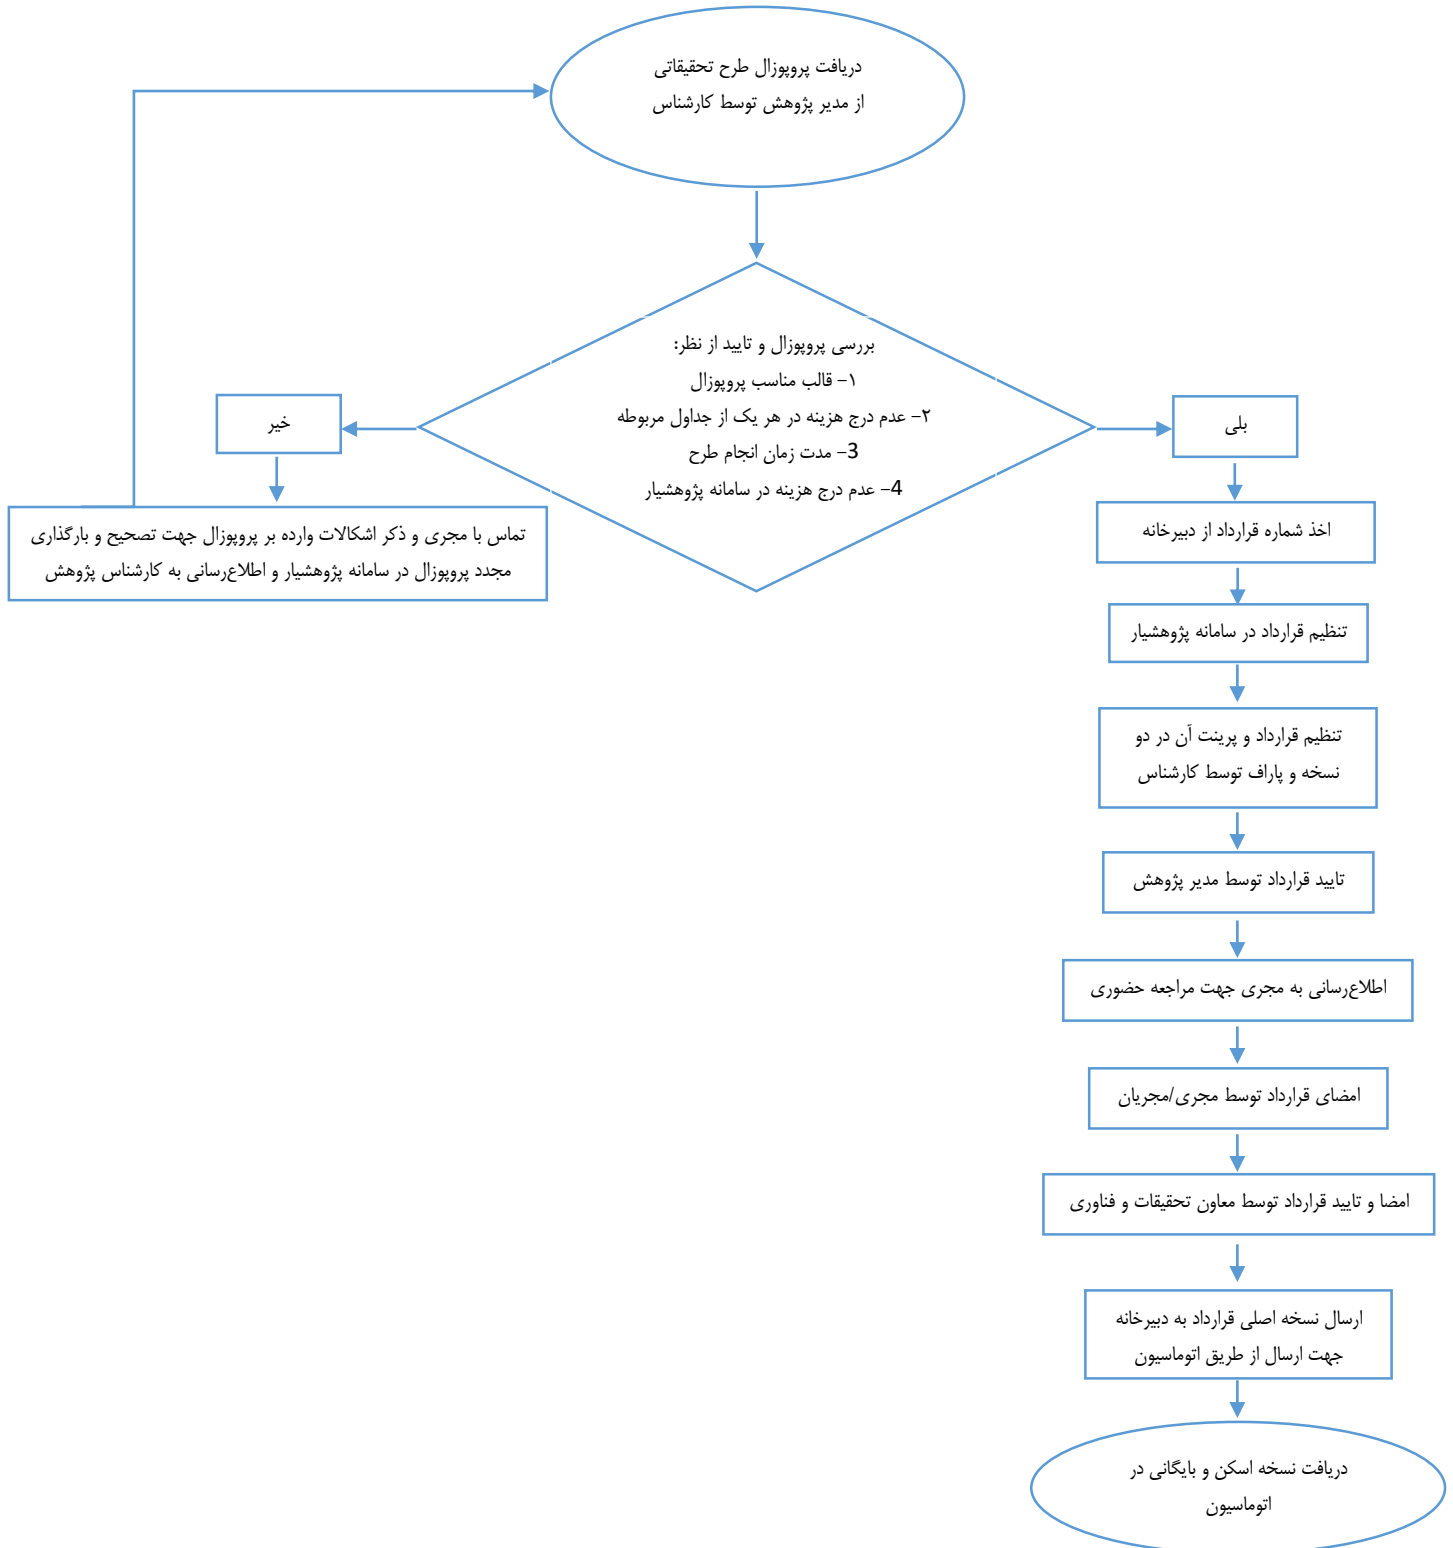 دریافت پروپوزال طرح تحقیقاتی
از مدیر پژوهش توسط کارشناس
بررسی پروپوزال و تایید از نظر:
۱- قالب مناسب پروپوزال
۲- عدم درج هزینه در هر یک از جداول مربوطه
3- مدت زمان انجام طرح
4- عدم درج هزینه در سامانه پژوهشیار
بلی
خیر
تماس با مجری و ذکر اشکالات وارده بر پروپوزال جهت تصحیح و بارگذاری
مجدد پروپوزال در سامانه پژوهشیار و اطلاع‌رسانی به کارشناس پژوهش
اخذ شماره قرارداد از دبیرخانه
تنظیم قرارداد در سامانه پژوهشیار
تنظیم قرارداد و پرینت آن در دو
نسخه و پاراف توسط کارشناس
تایید قرارداد توسط مدیر پژوهش
اطلاع‌رسانی به مجری جهت مراجعه حضوری
امضای قرارداد توسط مجری/مجریان
امضا و تایید قرارداد توسط معاون تحقیقات و فناوری
ارسال نسخه اصلی قرارداد به دبیرخانه
جهت ارسال از طریق اتوماسیون
دریافت نسخه اسکن و بایگانی در
اتوماسیون